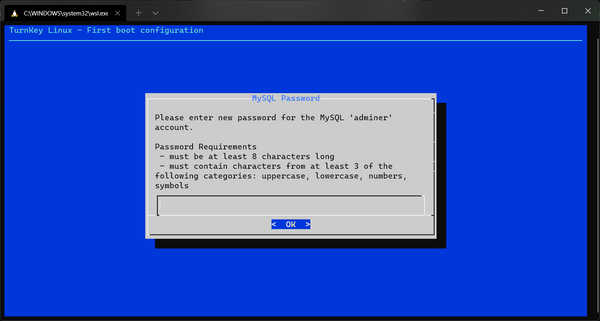 C:\WINDOWS\system32\wsl.exe
TurnKey Linux - First boot configuration
MySQL Password
Please enter new password for the MySQL 'adminer'
account.
Password Requirements
- must be at least 8 characters long
- must contain characters from at least 3 of the
following categories: uppercase, lowercase, numbers,
symbols
< OK >